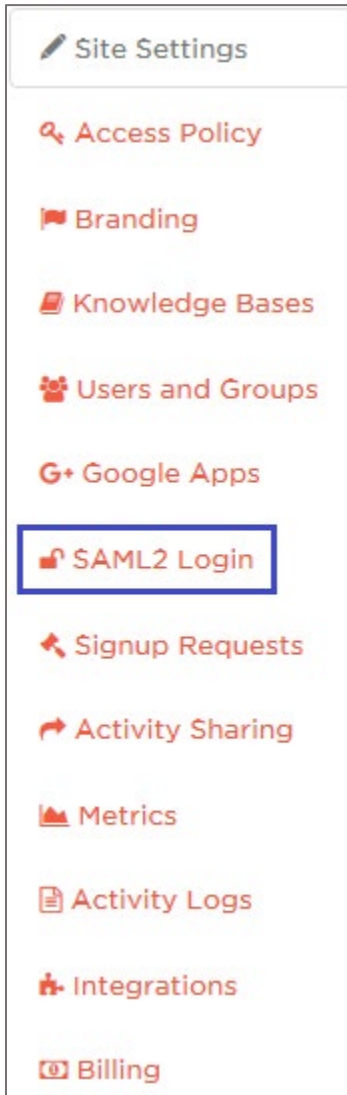 Site Settings
Access Policy
Branding
Knowledge Bases
Users and Groups
G+ Google Apps
SAML2 Login
Signup Requests
Activity Sharing
Metrics
Activity Logs
Integrations
Billing